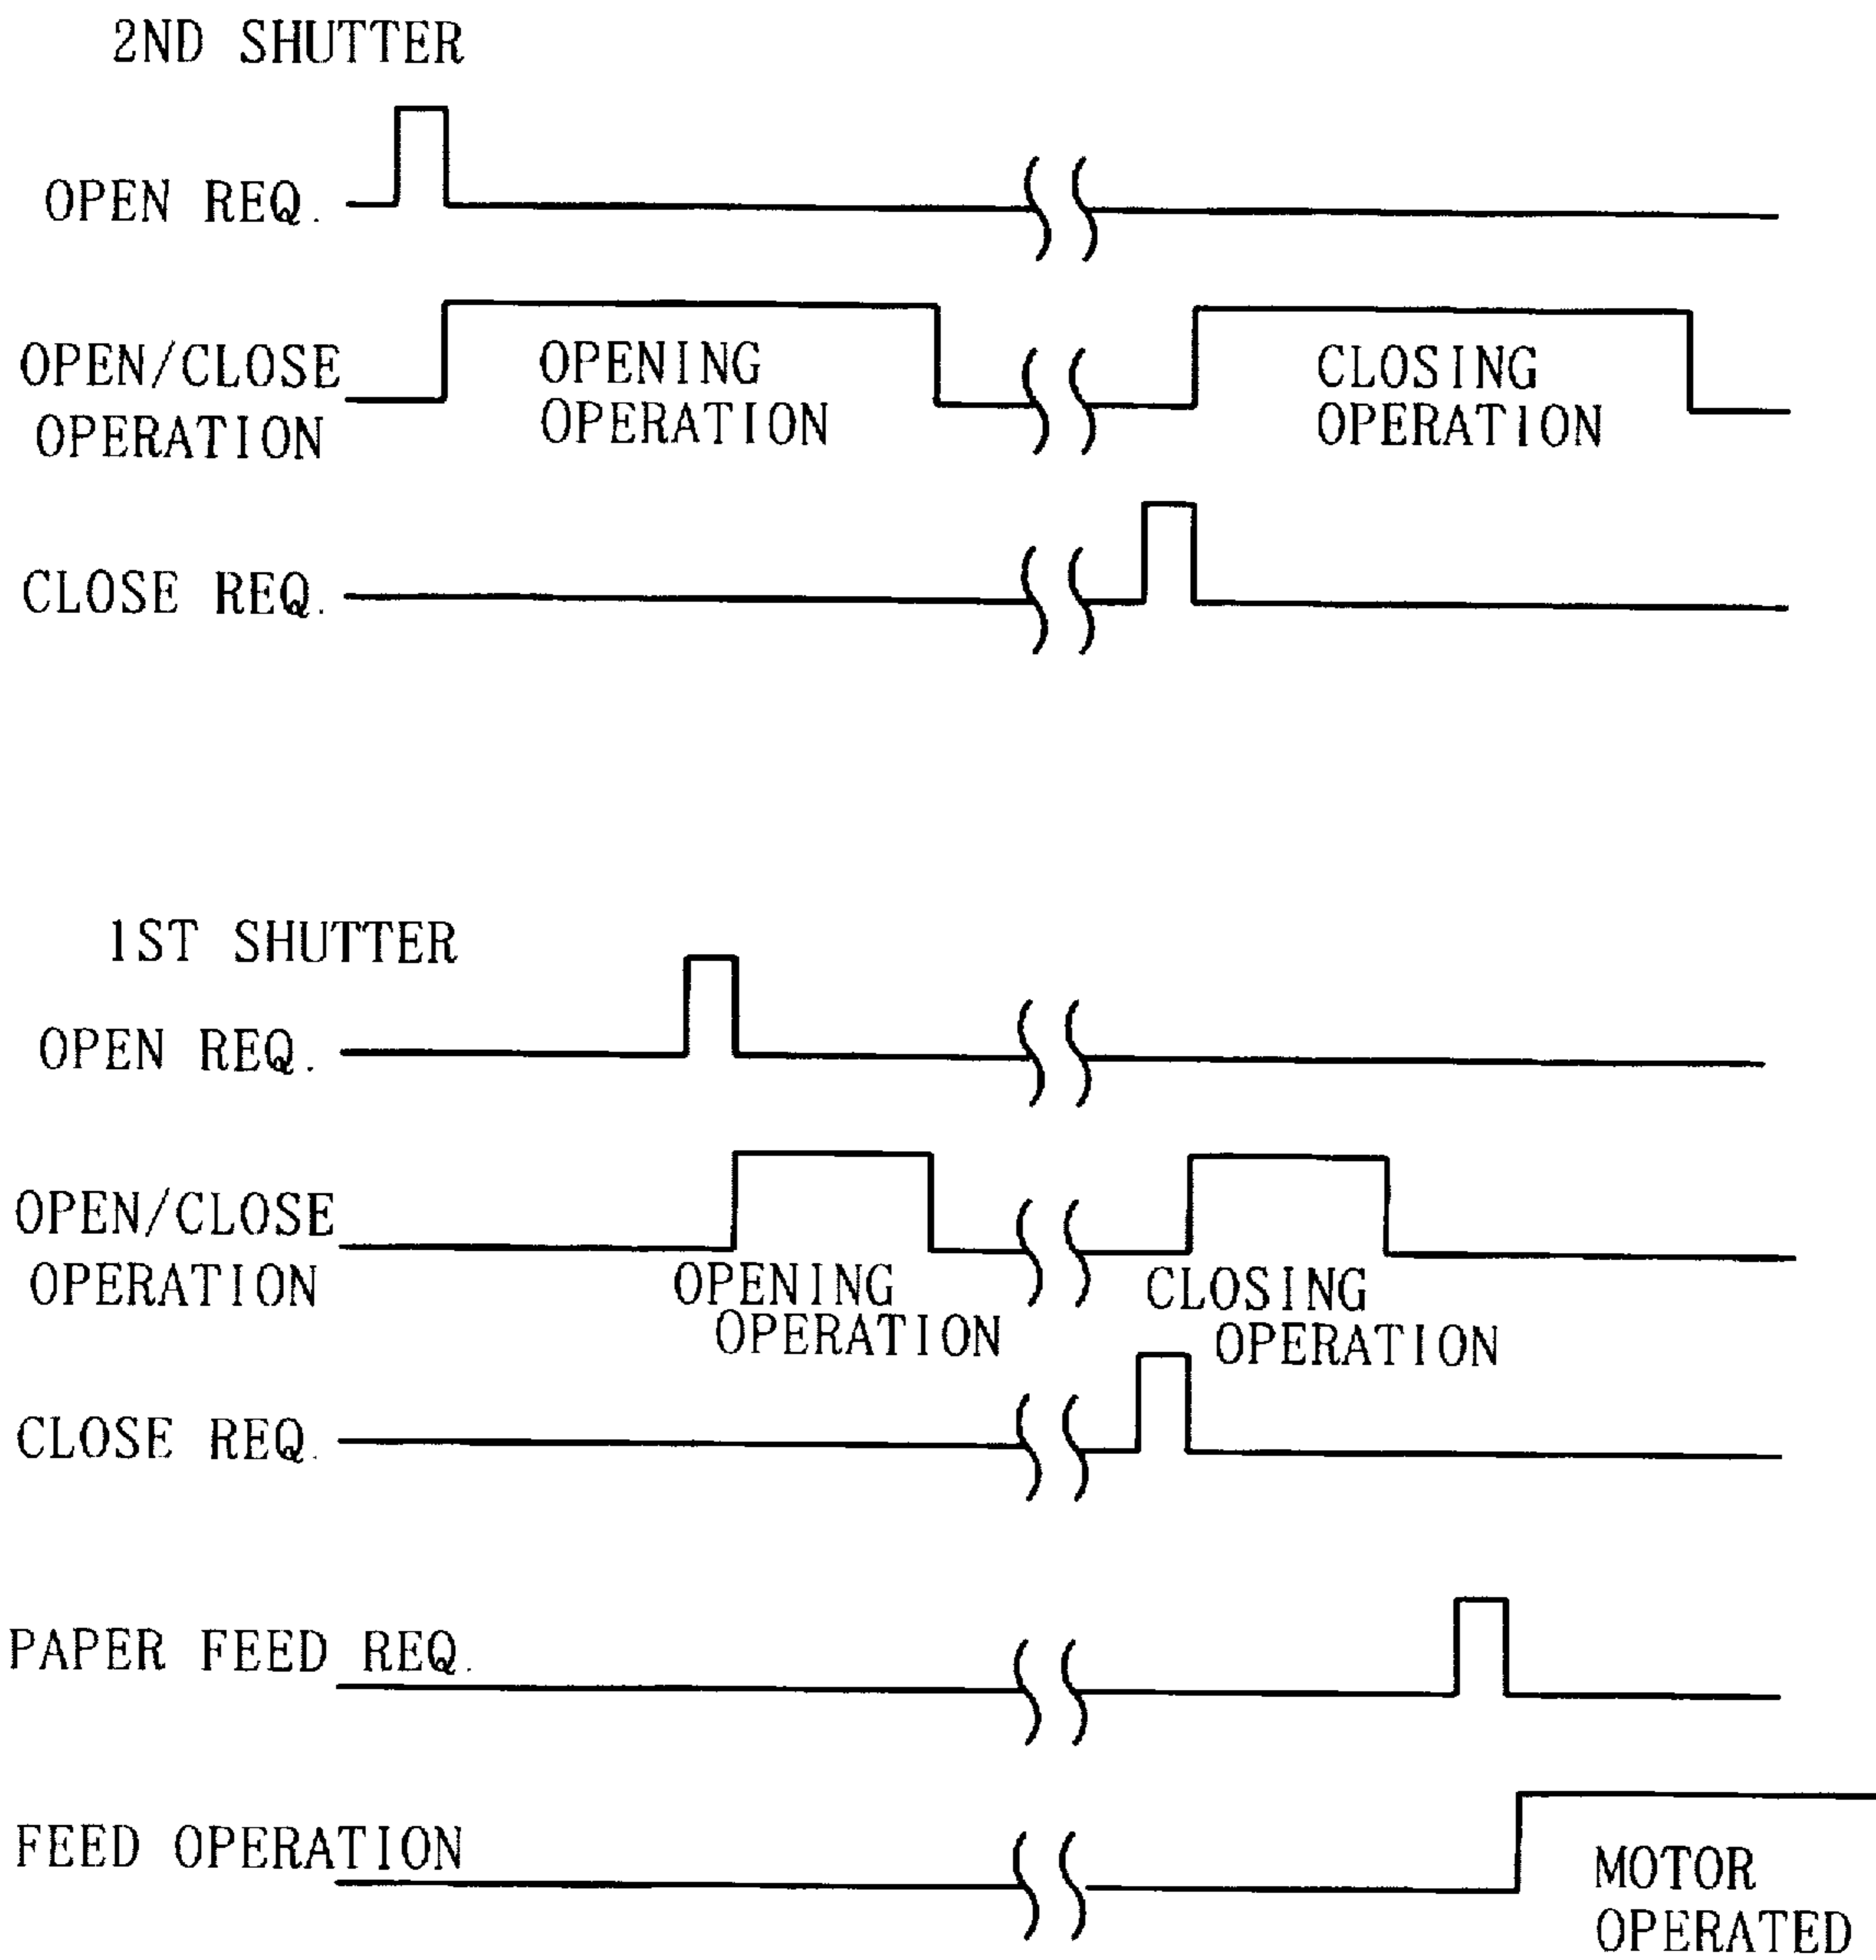 2ND SHUTTER
OPEN REQ.
OPEN/CLOSE
OPERATION
OPENING
OPERATION
CLOSING
OPERATION
CLOSE REQ.
1ST SHUTTER
OPEN REQ.
OPEN/CLOSE
OPERATION
OPENING
OPERATION
CLOSING
OPERATION
CLOSE REQ.
PAPER FEED REQ.
FEED OPERATION
MOTOR
OPERATED